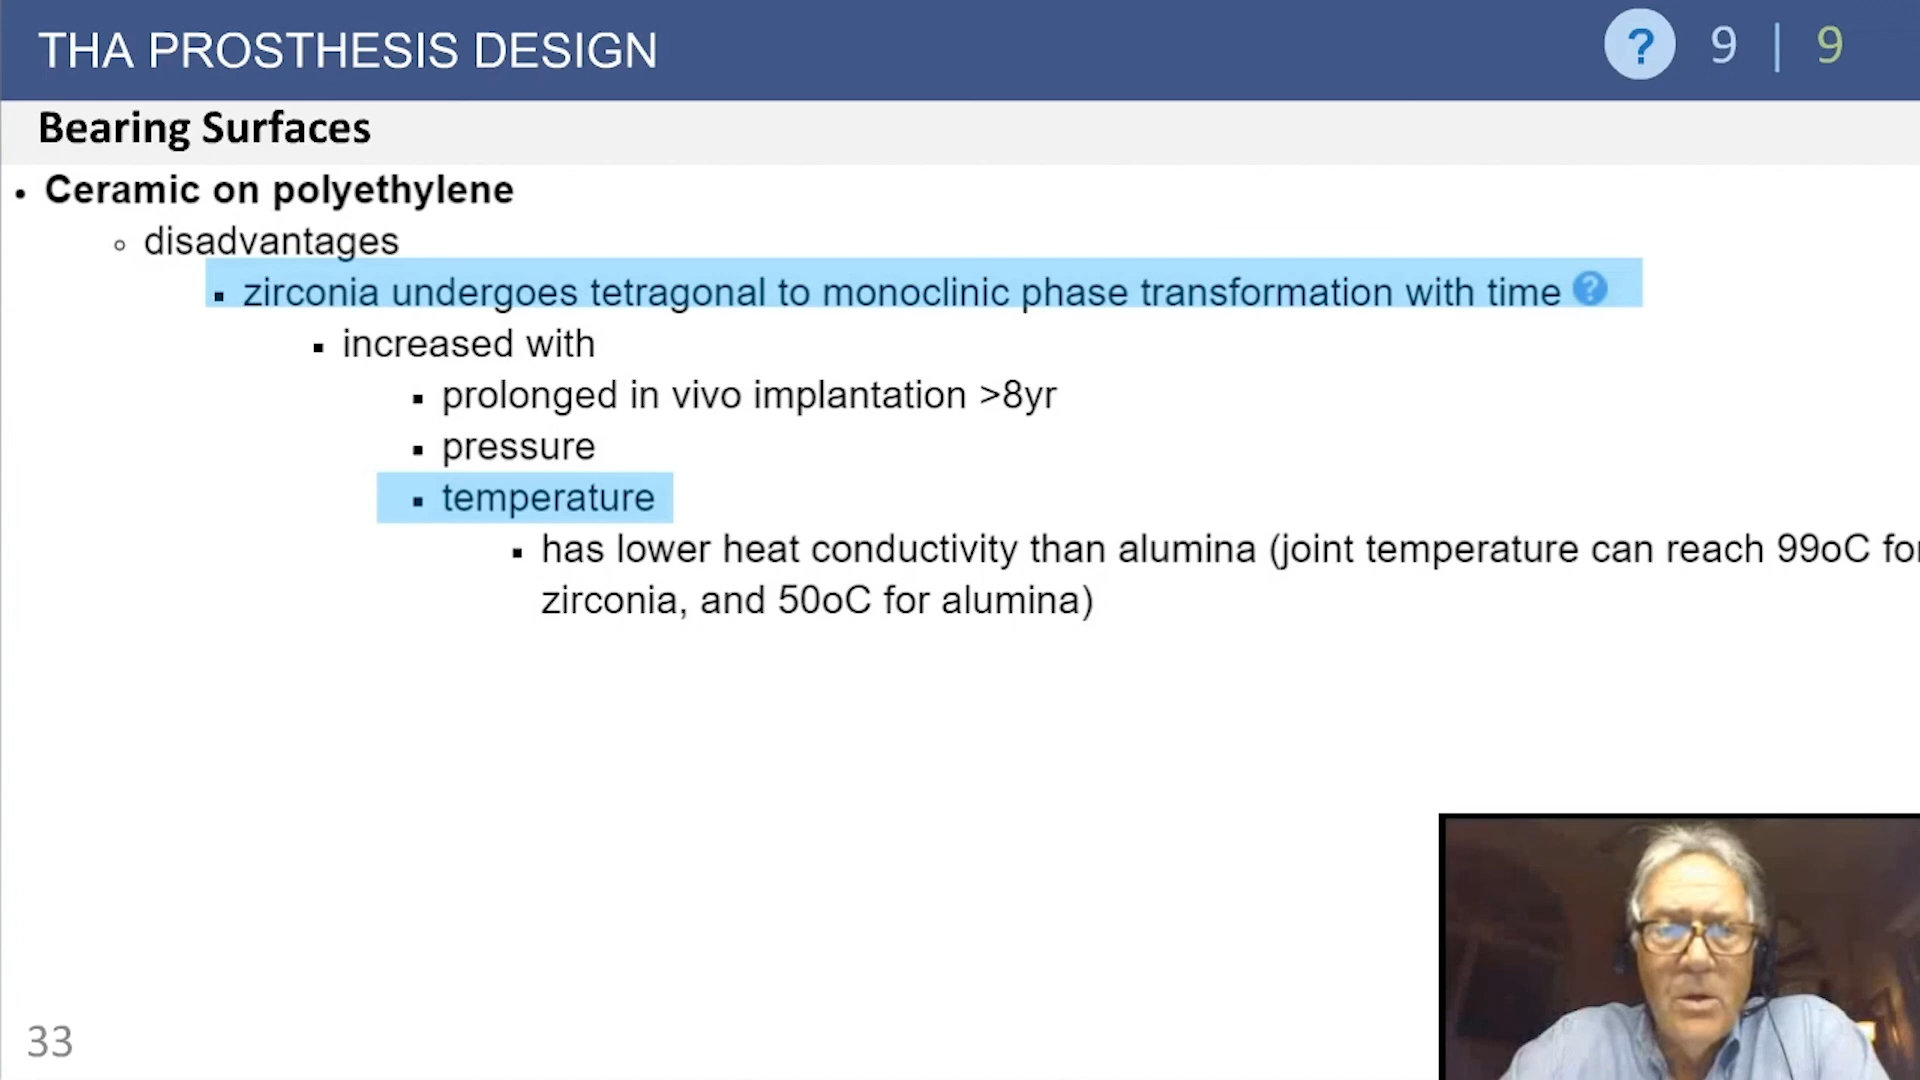 THA PROSTHESIS DESIGN
? 9 | 9
Bearing Surfaces
• Ceramic on polyethylene
○ disadvantages
▪ zirconia undergoes tetragonal to monoclinic phase transformation with time ?
▪ increased with
▪ prolonged in vivo implantation >8yr
▪ pressure
▪ temperature
▪ has lower heat conductivity than alumina (joint temperature can reach 99oC for
zirconia, and 50oC for alumina)
33